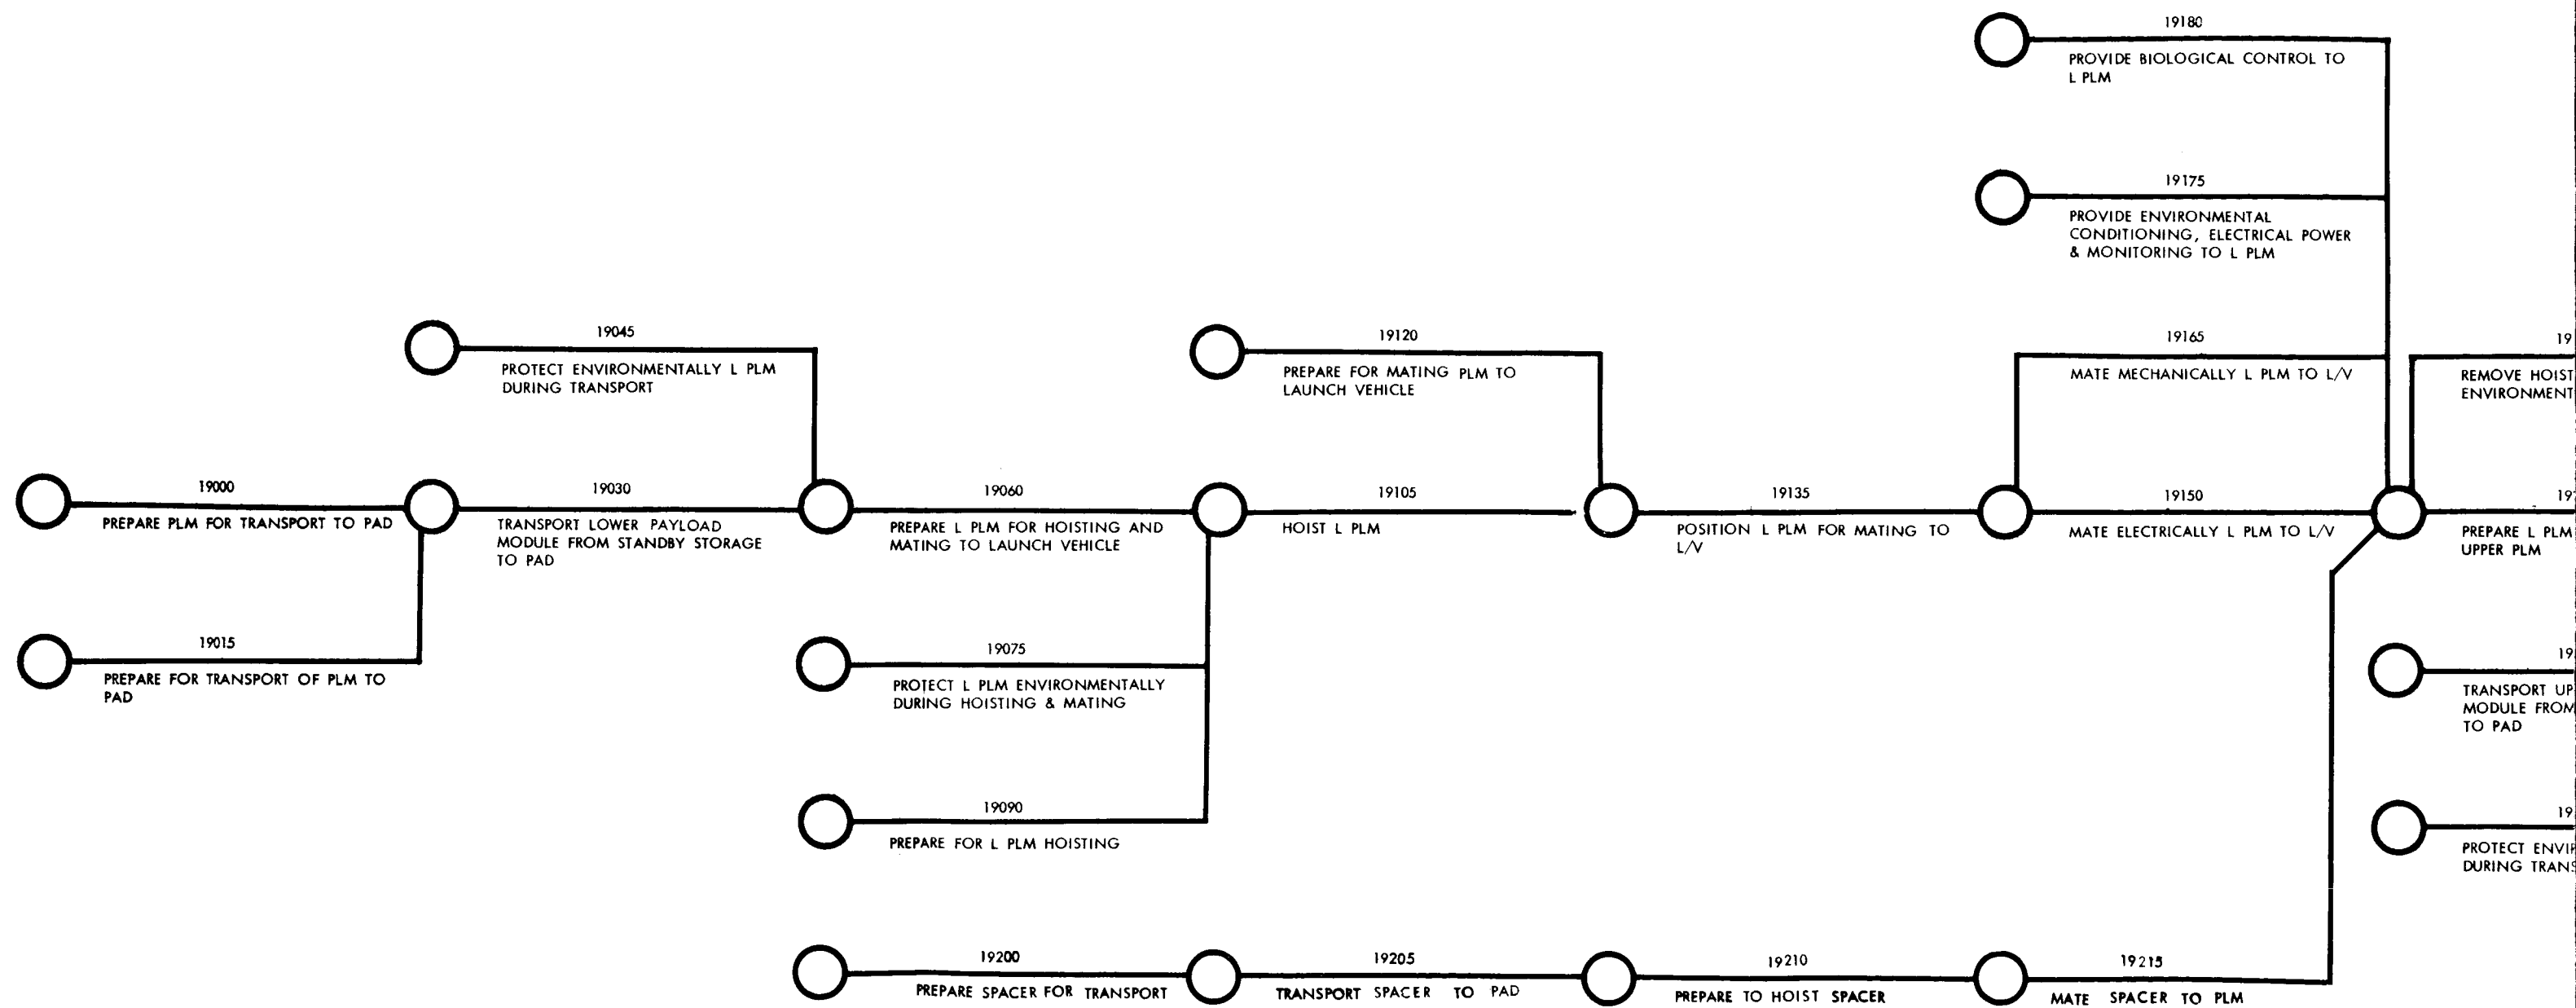 19180
PROVIDE BIOLOGICAL CONTROL TO
L PLM
19175
PROVIDE ENVIRONMENTAL
CONDITIONING, ELECTRICAL POWER
& MONITORING TO L PLM
19045
PROTECT ENVIRONMENTALLY L PLM
DURING TRANSPORT
19120
PREPARE FOR MATING PLM TO
LAUNCH VEHICLE
19165
MATE MECHANICALLY L PLM TO L/V
19
REMOVE HOIST
ENVIRONMENT
19000
PREPARE PLM FOR TRANSPORT TO PAD
19030
TRANSPORT LOWER PAYLOAD
MODULE FROM STANDBY STORAGE
TO PAD
19060
PREPARE L PLM FOR HOISTING AND
MATING TO LAUNCH VEHICLE
19105
HOIST L PLM
19135
POSITION L PLM FOR MATING TO
L/V
19150
MATE ELECTRICALLY L PLM TO L/V
PREPARE L PLM
UPPER PLM
19015
PREPARE FOR TRANSPORT OF PLM TO
PAD
19075
PROTECT L PLM ENVIRONMENTALLY
DURING HOISTING & MATING
19
TRANSPORT UP
MODULE FROM
TO PAD
19090
PREPARE FOR L PLM HOISTING
19
PROTECT
DURING
19200
PREPARE SPACER FOR TRANSPORT
19205
TRANSPORT SPACER TO PAD
19210
PREPARE TO HOIST SPACER
19215
MATE SPACER TO PLM